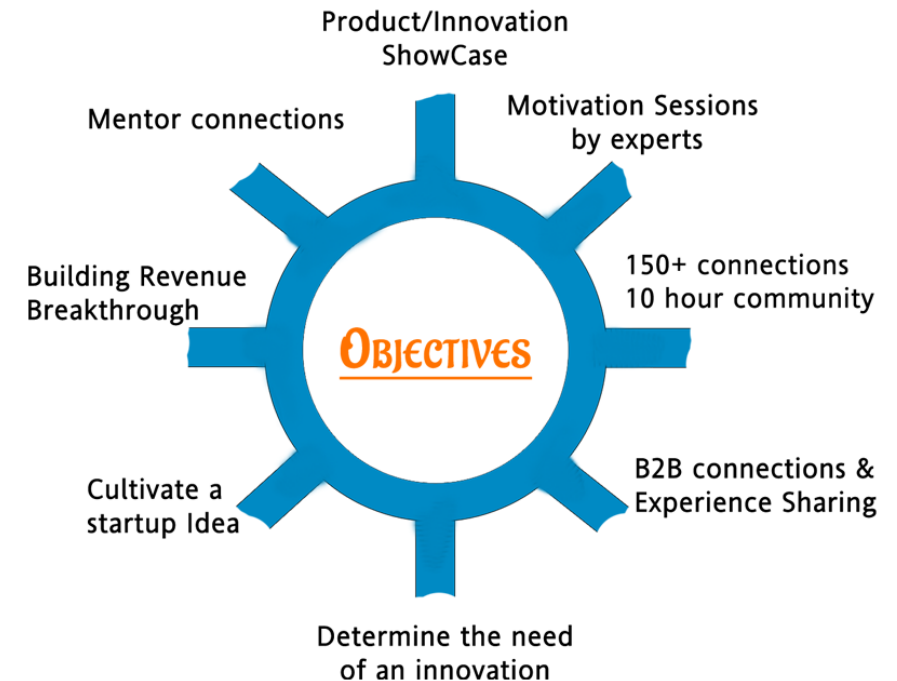 Product/Innovation
ShowCase
Mentor connections
Motivation Sessions
by experts
Building Revenue
Breakthrough
150+ connections
10 hour community
OBJECTIVES
Cultivate a
startup Idea
B2B connections &
Experience Sharing
Determine the need
of an innovation